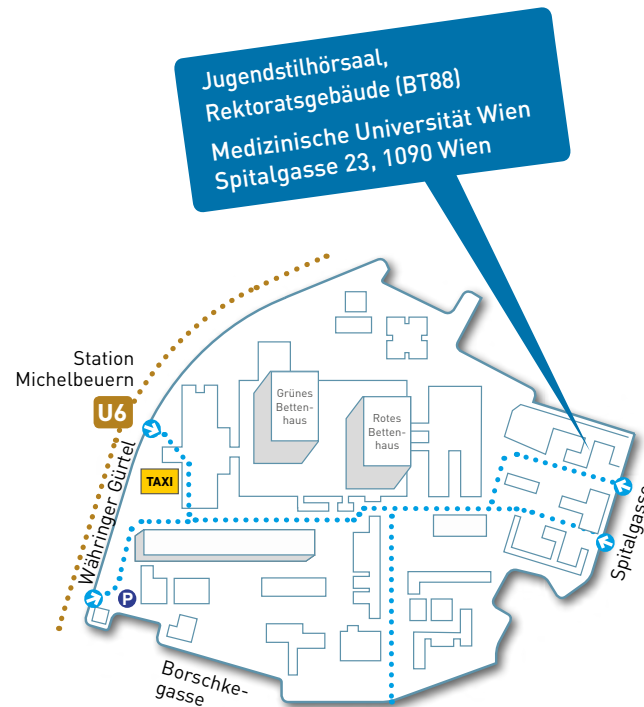 Jugendstilhörsaal,
Rektoratsgebäude (BT88)
Medizinische Universität Wien
Spitalgasse 23, 1090 Wien
Station
Michelbeuern
U6
Grünes
Betten-
haus
Rotes
Betten-
haus
TAXI
Währinger Gürtel
Spitalgasse
P
Borschke-
gasse